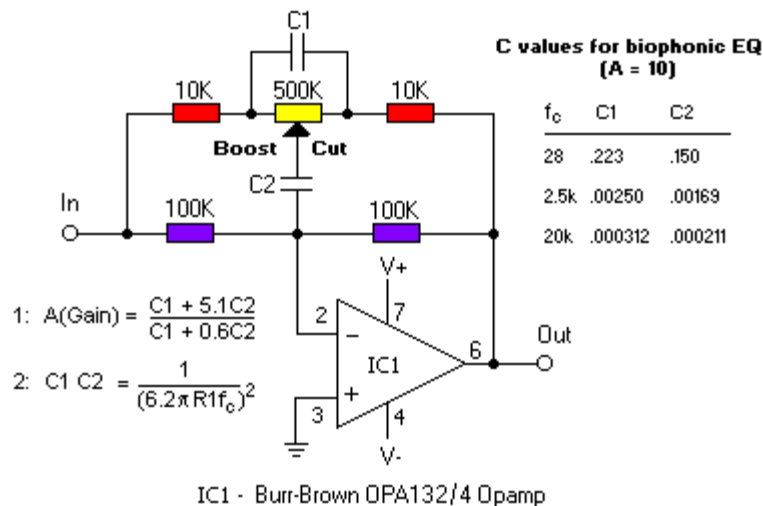 C1
C values for biophonic EQ
(A = 10)
10K 500K 10K
fc C1 C2
Boost Cut
28 .223 .150
C2
2.5k .00250 .00169
In
100K 100K
20k .000312 .000211
V+
1: A(Gain) = C1 + 5.1C2 / C1 + 0.6C2
2 − 7
Out
IC1
6
2: C1 C2 = 1 / (6.2π R1fc)2
+
3 4
V-
IC1 - Burr-Brown OPA132/4 Opamp